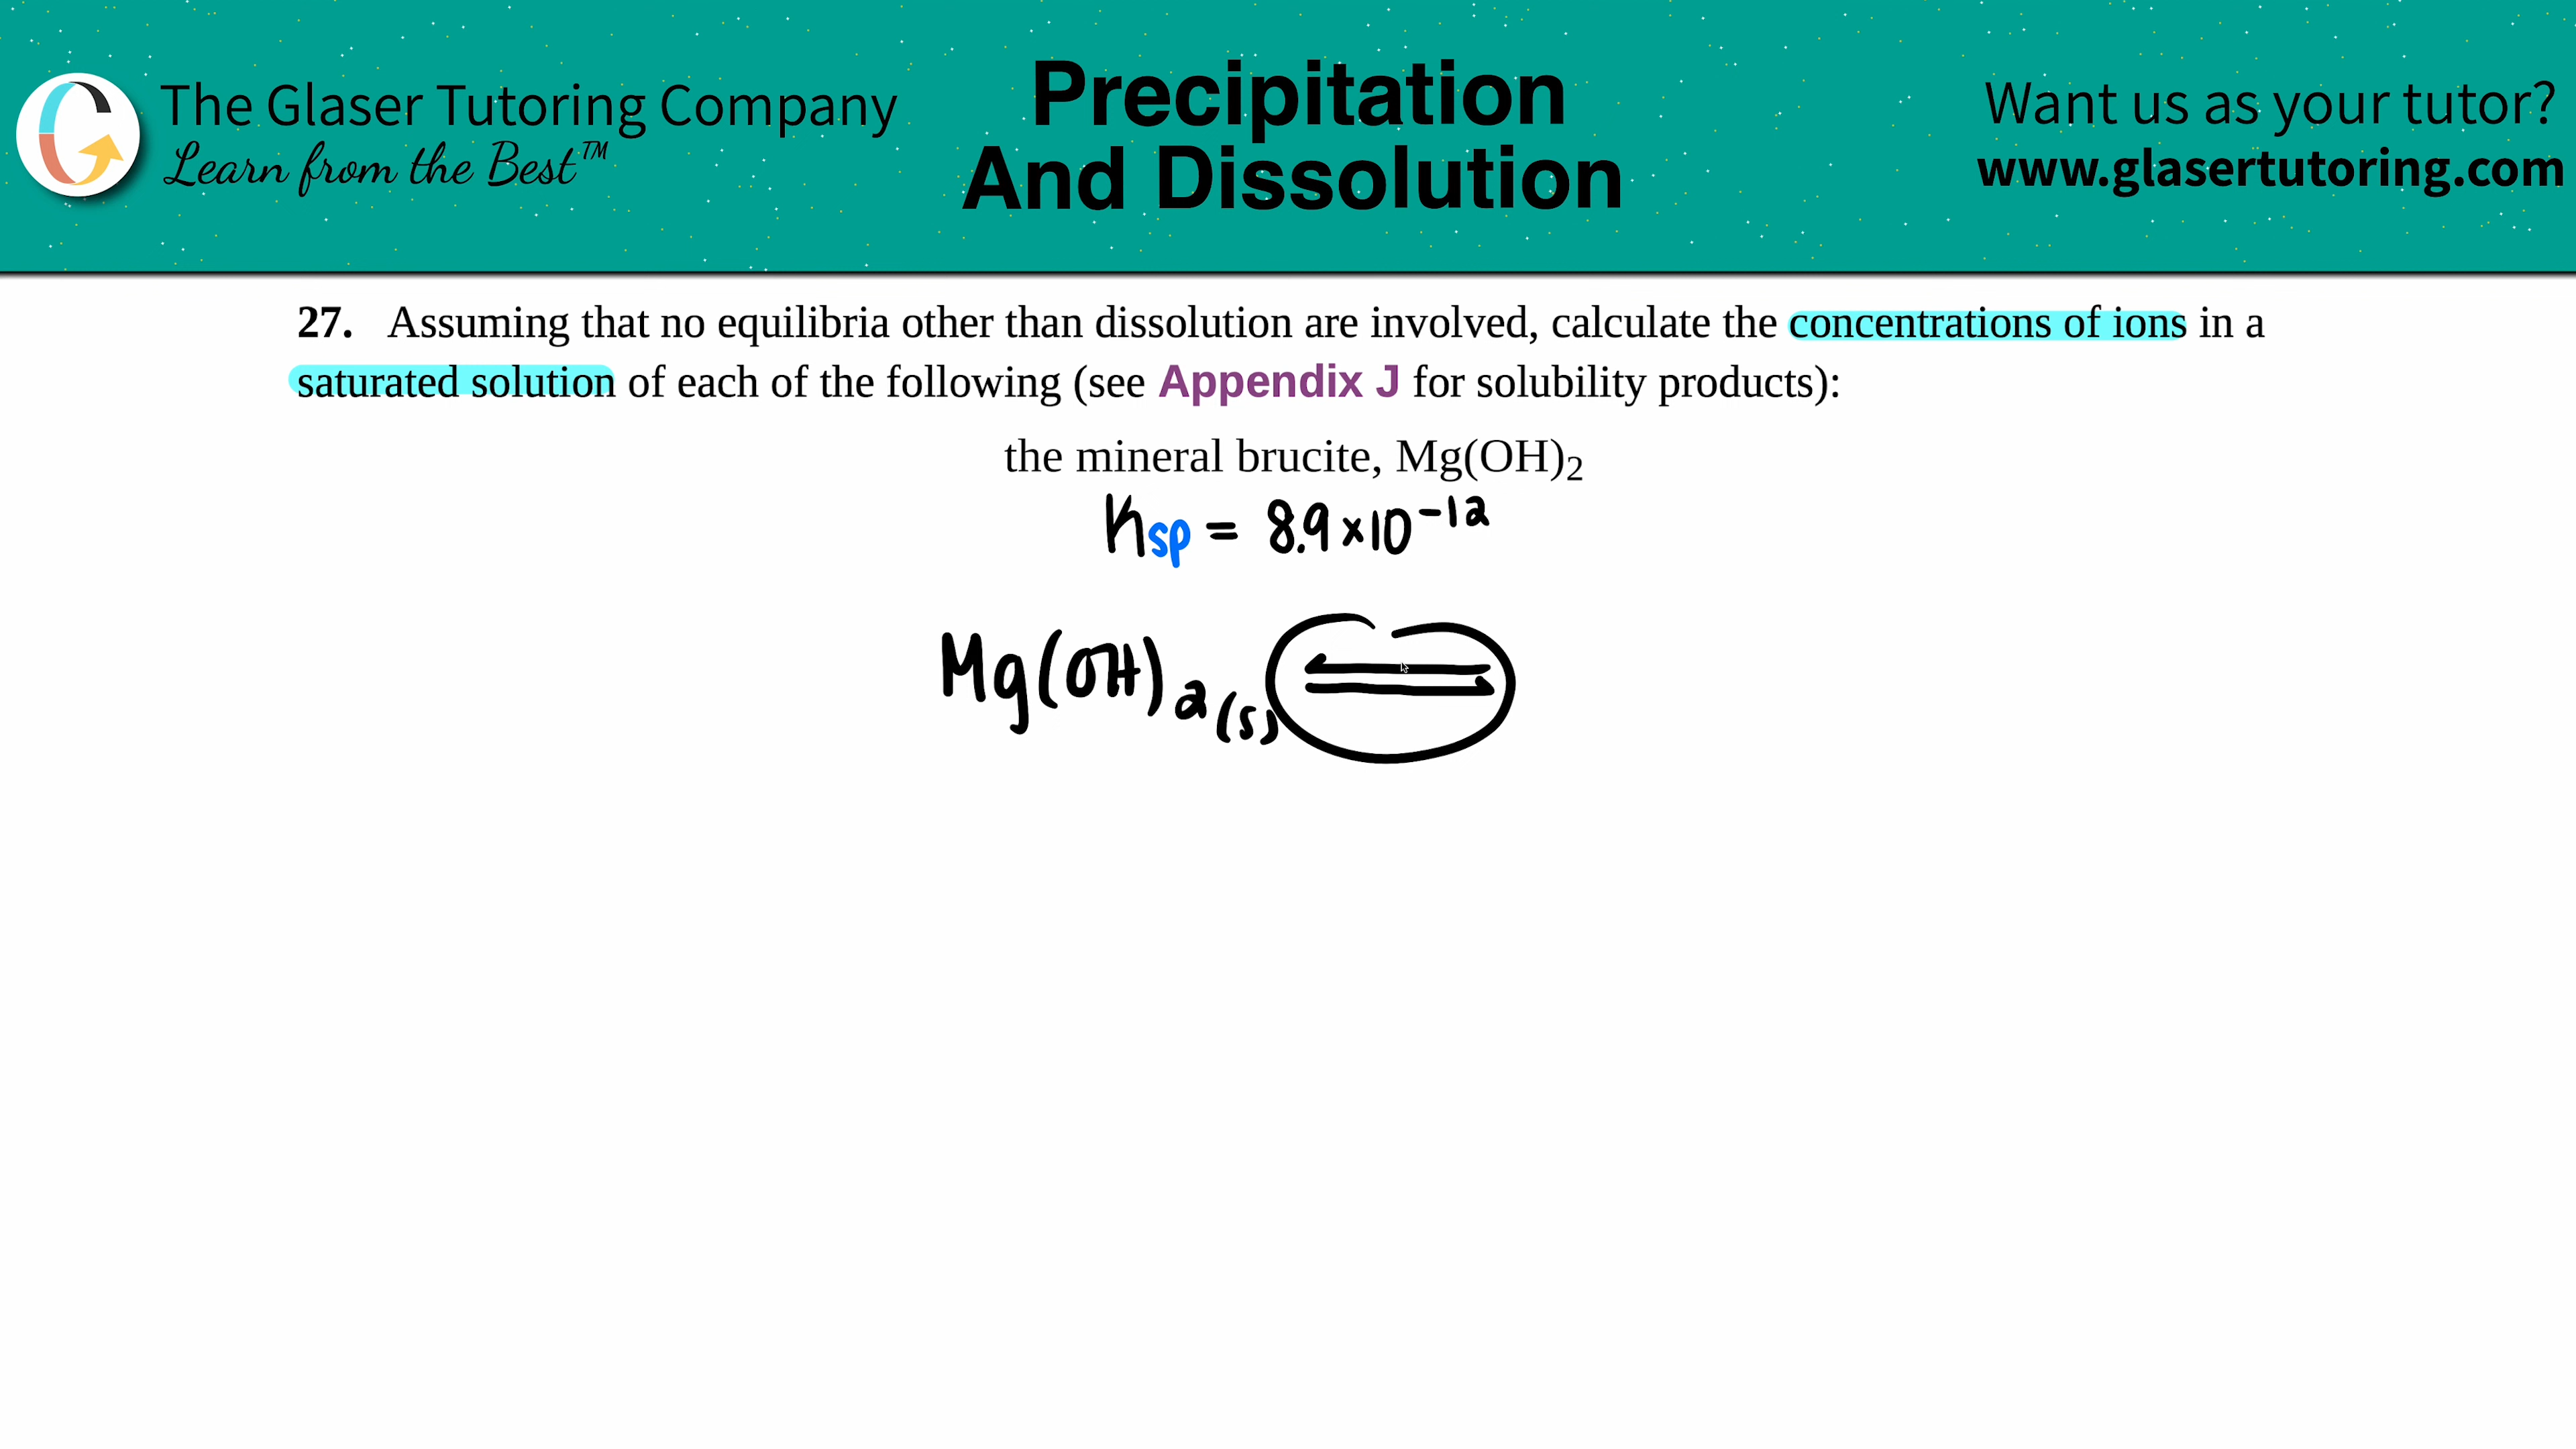 The Glaser Tutoring Company
Learn from the Best™
Precipitation
And Dissolution
Want us as your tutor?
www.glasertutoring.com
27. Assuming that no equilibria other than dissolution are involved, calculate the concentrations of ions in a
saturated solution of each of the following (see Appendix J for solubility products):
the mineral brucite, Mg(OH)₂
Ksp = 8.9×10⁻¹²
Mg(OH)₂(s) ⇌